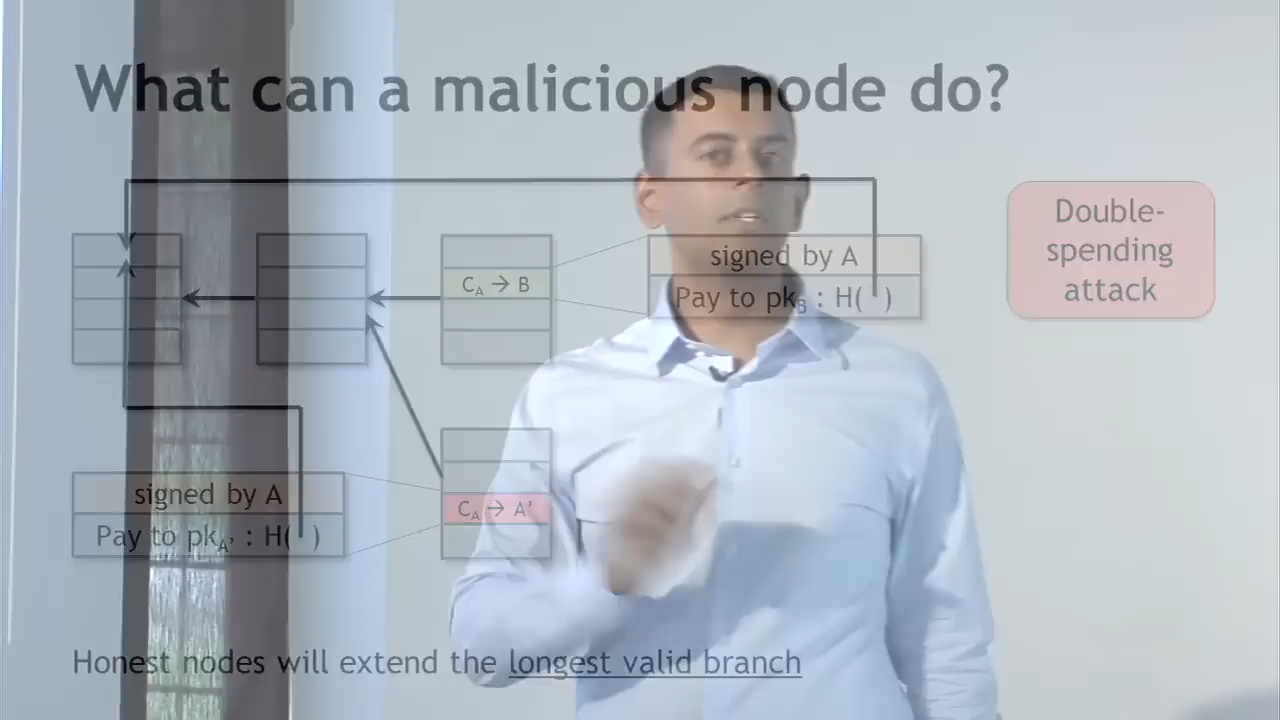 What can a malicious node do?
Double-
spending
attack
signed by A
Pay to pkB : H( )
CA → B
signed by A
Pay to pkA' : H( )
CA → A'
Honest nodes will extend the longest valid branch